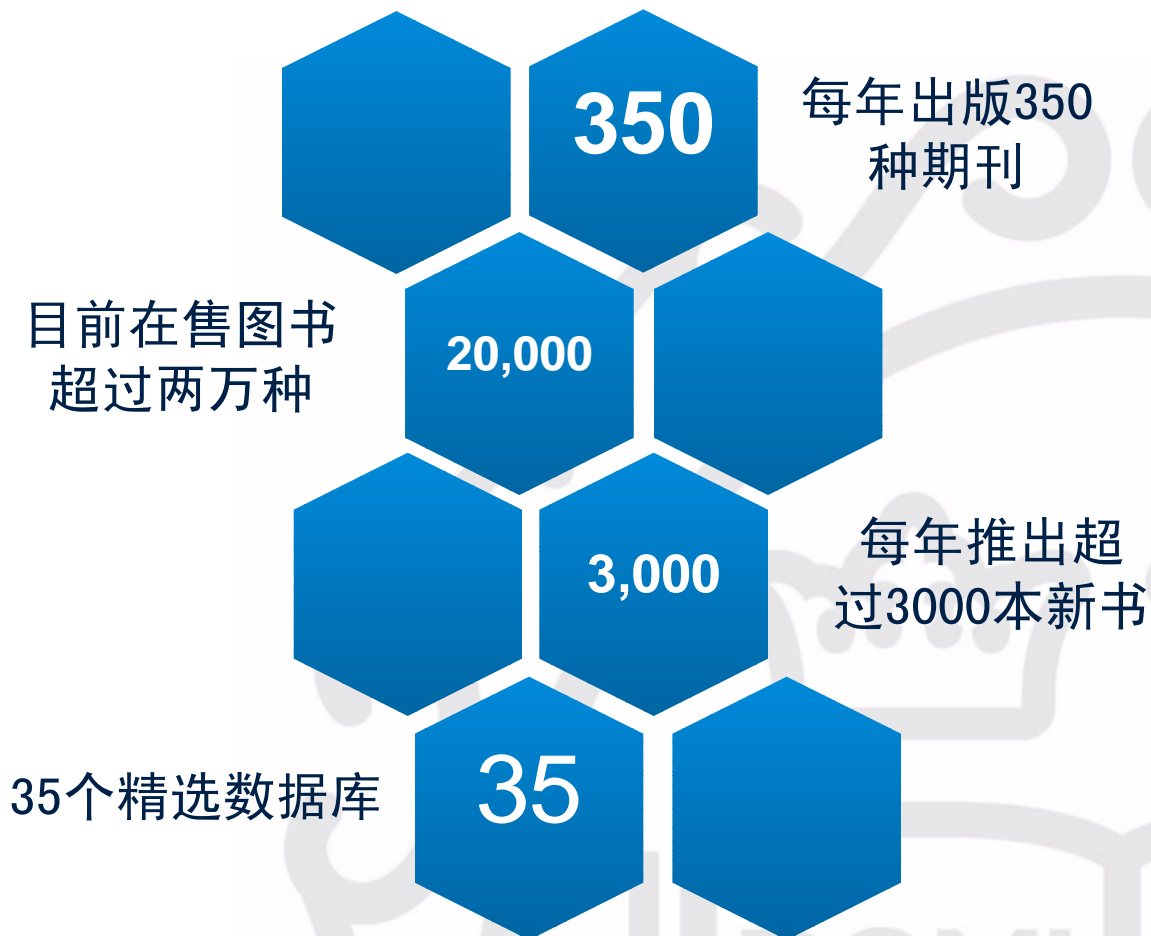 350
每年出版350
种期刊
目前在售图书
超过两万种
20,000
3,000
每年推出超
过3000本新书
35个精选数据库
35